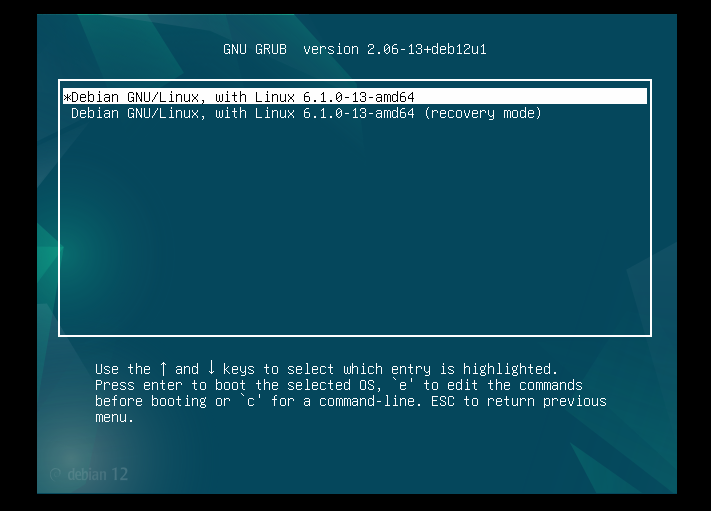 GNU GRUB  version 2.06-13+deb12u1
*Debian GNU/Linux, with Linux 6.1.0-13-amd64
Debian GNU/Linux, with Linux 6.1.0-13-amd64 (recovery mode)
Use the ↑ and ↓ keys to select which entry is highlighted.
Press enter to boot the selected OS, `e' to edit the commands
before booting or `c' for a command-line. ESC to return previous
menu.
debian 12